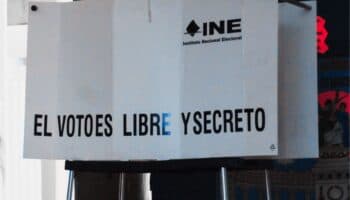 INE
Instituto Nacional Electoral
EL VOTO ES LIBRE Y SECRETO